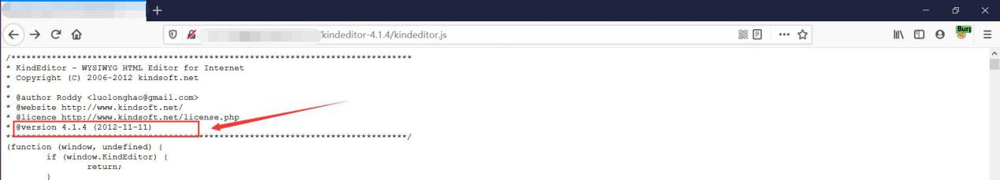 Burp
/kindeditor-4.1.4/kindeditor.js
/*******************************************************************************
* KindEditor - WYSIWYG HTML Editor for Internet
* Copyright (C) 2006-2012 kindsoft.net
*
* @author Roddy <luolonghao@gmail.com>
* @website http://www.kindsoft.net/
* @licence http://www.kindsoft.net/license.php
* @version 4.1.4 (2012-11-11)
*******************************************************************************/
(function (window, undefined) {
if (window.KindEditor) {
return;
}